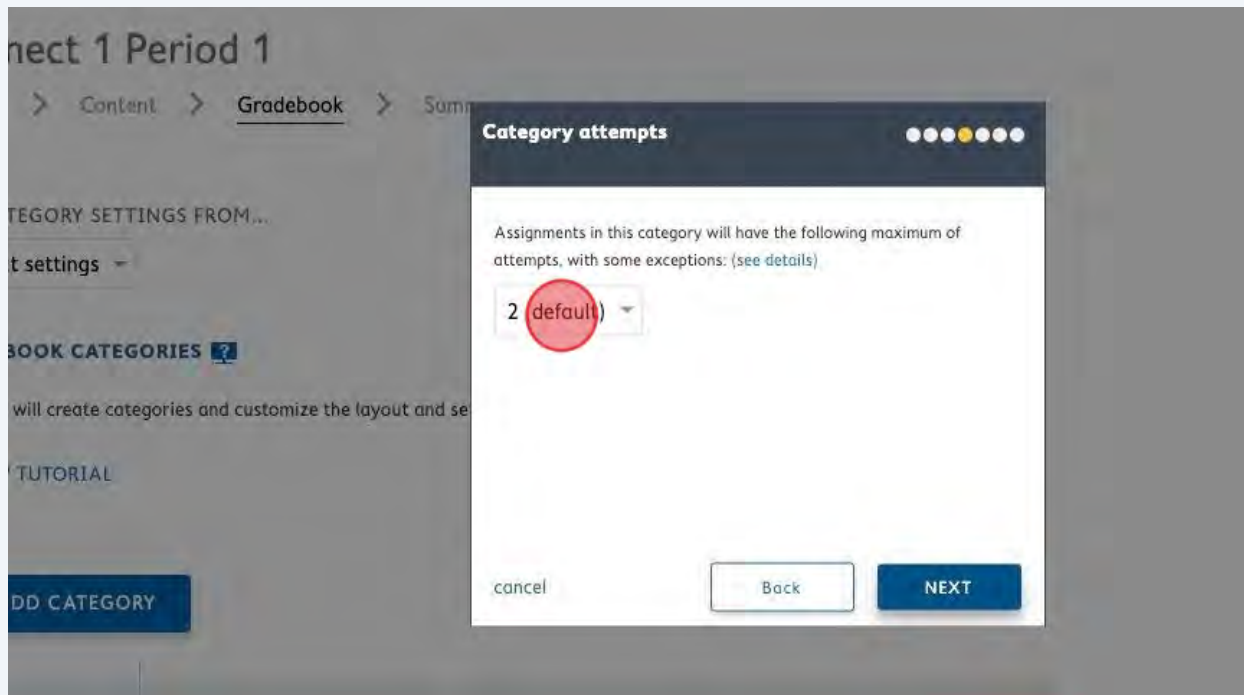 nect 1 Period 1
> Content > Gradebook > Summ
TEGORY SETTINGS FROM...
t settings
BOOK CATEGORIES ?
will create categories and customize the layout and se
TUTORIAL
DD CATEGORY
Category attempts
Assignments in this category will have the following maximum of
attempts, with some exceptions: (see details)
2 default)
cancel
Back
NEXT